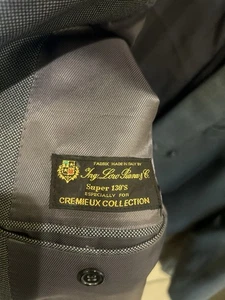 FABRIC MADE IN ITALY BY
Ing. Loro Piana & C.
Super 130'S
ESPECIALLY FOR
CREMIEUX COLLECTION